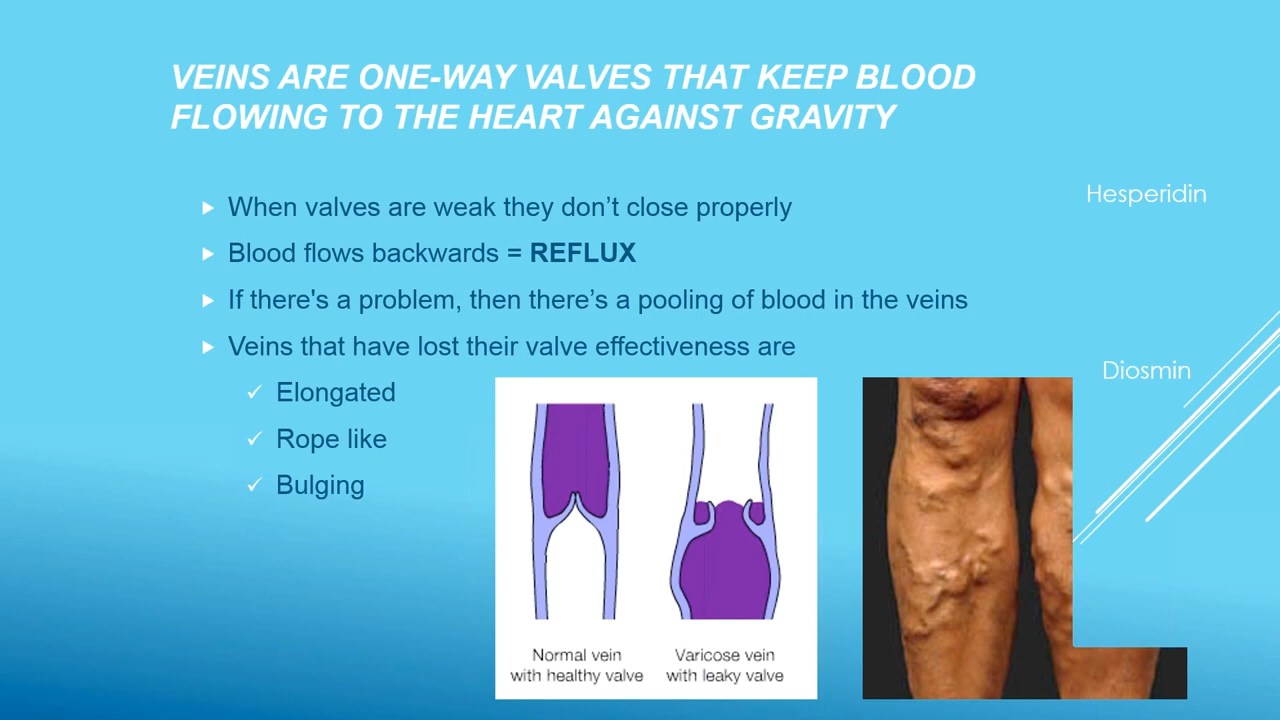 VEINS ARE ONE-WAY VALVES THAT KEEP BLOOD
FLOWING TO THE HEART AGAINST GRAVITY
When valves are weak they don’t close properly
Blood flows backwards = REFLUX
If there's a problem, then there’s a pooling of blood in the veins
Veins that have lost their valve effectiveness are
Elongated
Rope like
Bulging
Hesperidin
Diosmin
Normal vein
with healthy valve
Varicose vein
with leaky valve